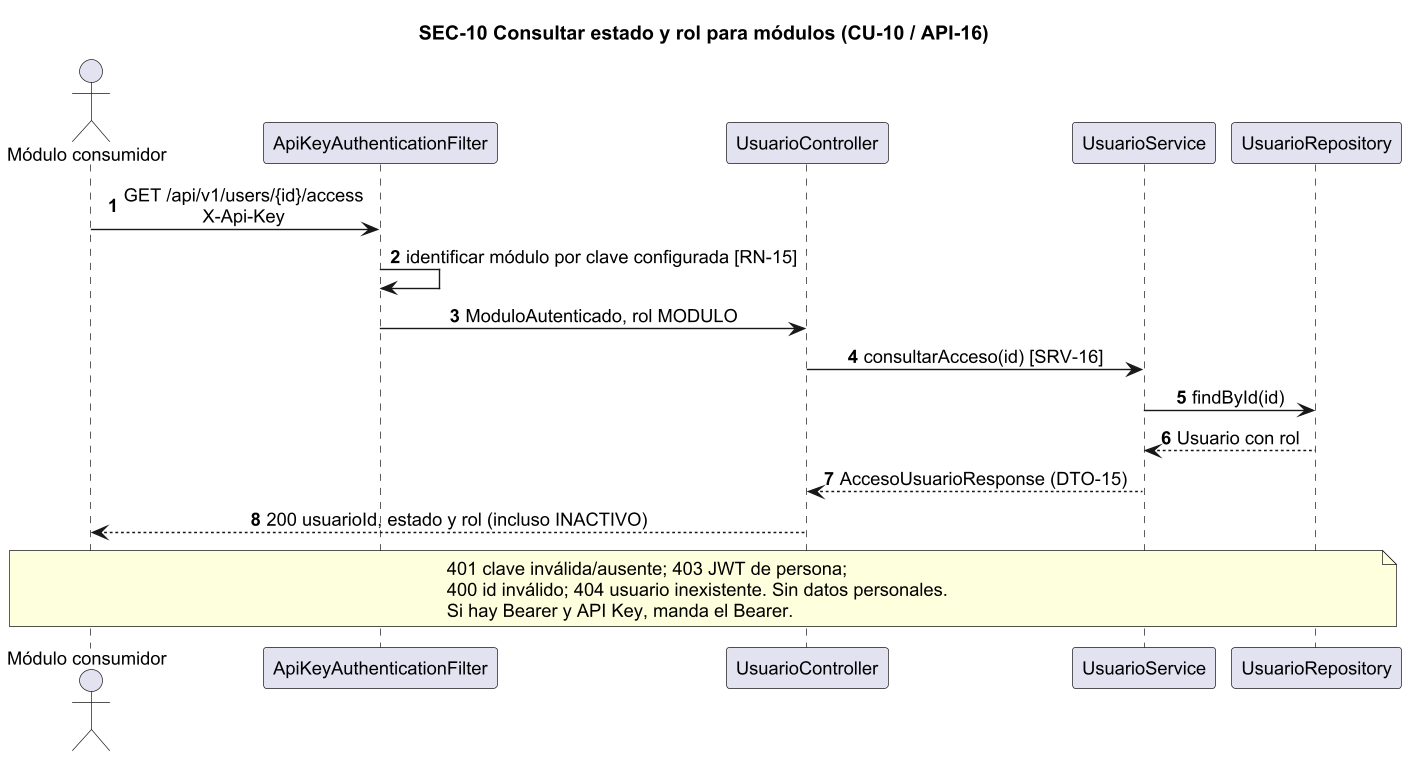 SEC-10 Consultar estado y rol para módulos (CU-10 / API-16)
Módulo consumidor
ApiKeyAuthenticationFilter
UsuarioController
UsuarioService
UsuarioRepository
1 GET /api/v1/users/{id}/access
X-Api-Key
2 identificar módulo por clave configurada [RN-15]
3 ModuloAutenticado, rol MODULO
4 consultarAcceso(id) [SRV-16]
5 findById(id)
6 Usuario con rol
7 AccesoUsuarioResponse (DTO-15)
8 200 usuarioId, estado y rol (incluso INACTIVO)
401 clave inválida/ausente; 403 JWT de persona;
400 id inválido; 404 usuario inexistente. Sin datos personales.
Si hay Bearer y API Key, manda el Bearer.
Módulo consumidor
ApiKeyAuthenticationFilter
UsuarioController
UsuarioService
UsuarioRepository